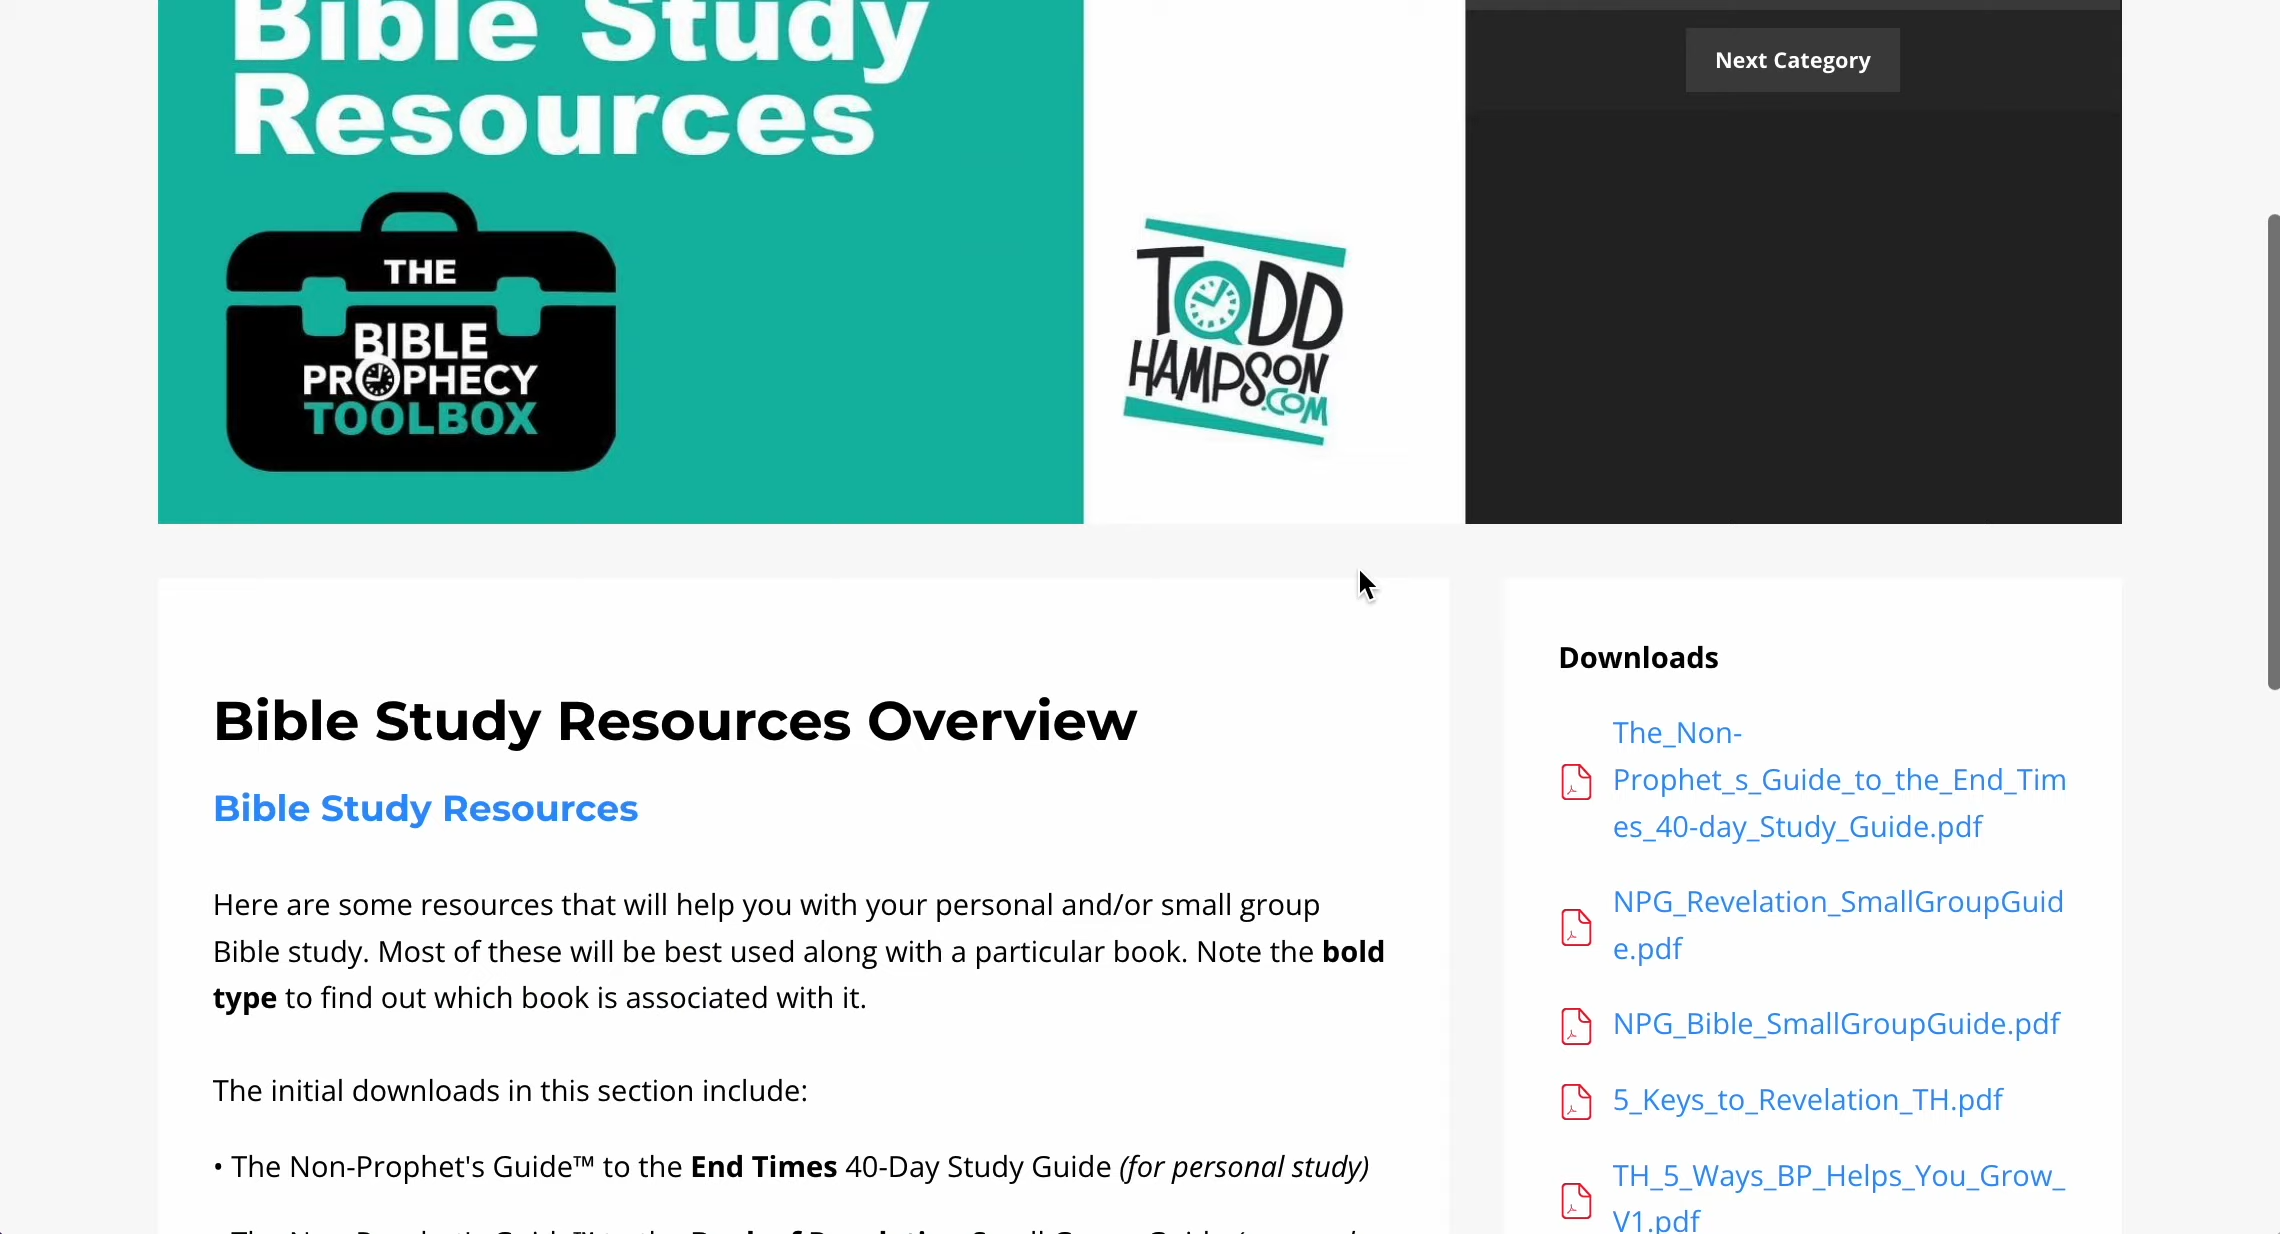 Bible Study
Resources
THE
BIBLE
PROPHECY
TOOLBOX
TODD
HAMPSON
.COM
Next Category
Bible Study Resources Overview
Bible Study Resources
Here are some resources that will help you with your personal and/or small group
Bible study. Most of these will be best used along with a particular book. Note the bold
type to find out which book is associated with it.
The initial downloads in this section include:
• The Non-Prophet's Guide™ to the End Times 40-Day Study Guide (for personal study)
Downloads
The_Non-
Prophet_s_Guide_to_the_End_Tim
es_40-day_Study_Guide.pdf
NPG_Revelation_SmallGroupGuid
e.pdf
NPG_Bible_SmallGroupGuide.pdf
5_Keys_to_Revelation_TH.pdf
TH_5_Ways_BP_Helps_You_Grow_
V1.pdf